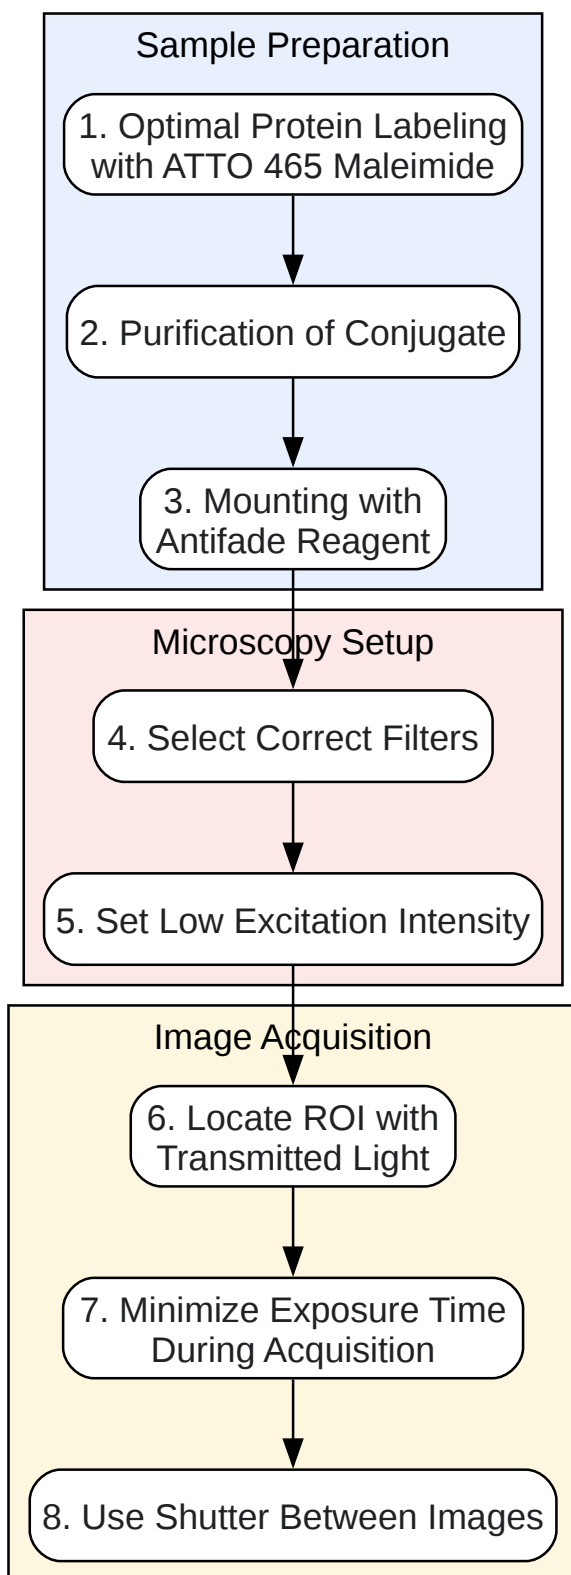 Sample Preparation
1. Optimal Protein Labeling
with ATTO 465 Maleimide
2. Purification of Conjugate
3. Mounting with
Antifade Reagent
Microscopy Setup
4. Select Correct Filters
5. Set Low Excitation Intensity
Image Acquisition
6. Locate ROI with
Transmitted Light
7. Minimize Exposure Time
During Acquisition
8. Use Shutter Between Images